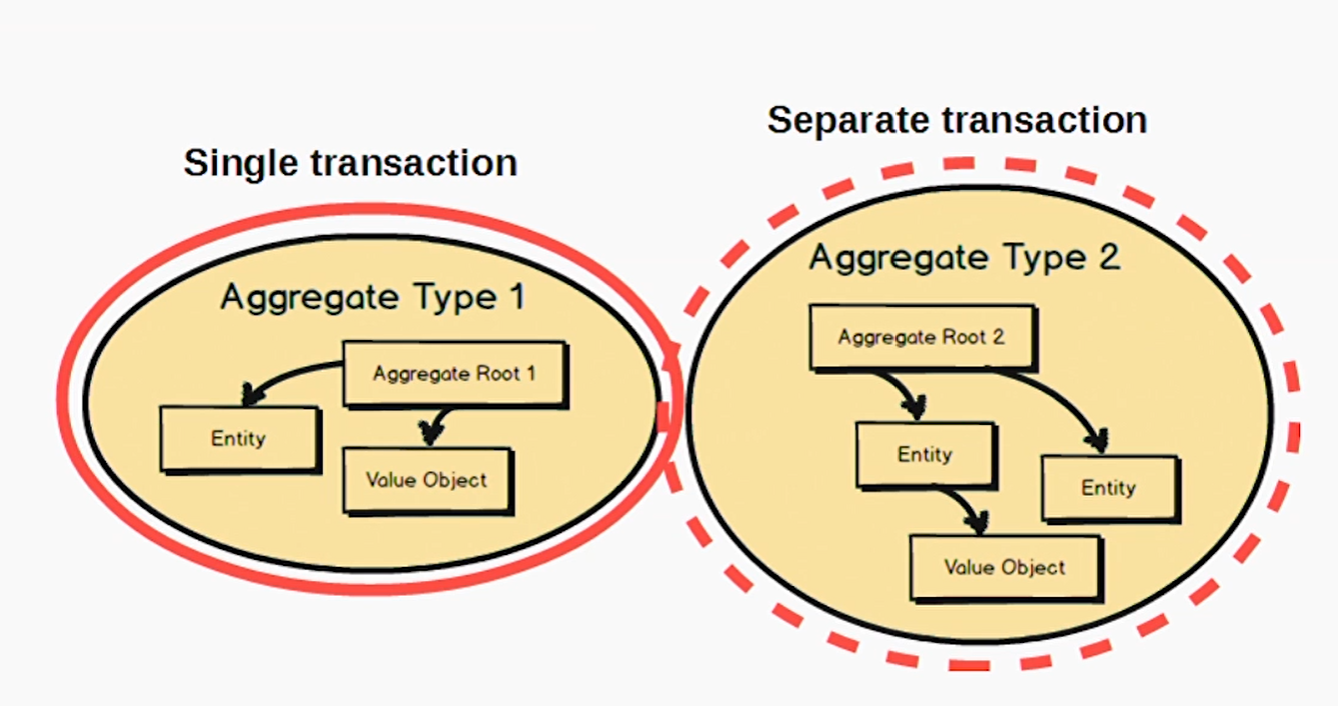 Single transaction
Aggregate Type 1
Aggregate Root 1
Entity
Value Object
Separate transaction
Aggregate Type 2
Aggregate Root 2
Entity
Entity
Value Object